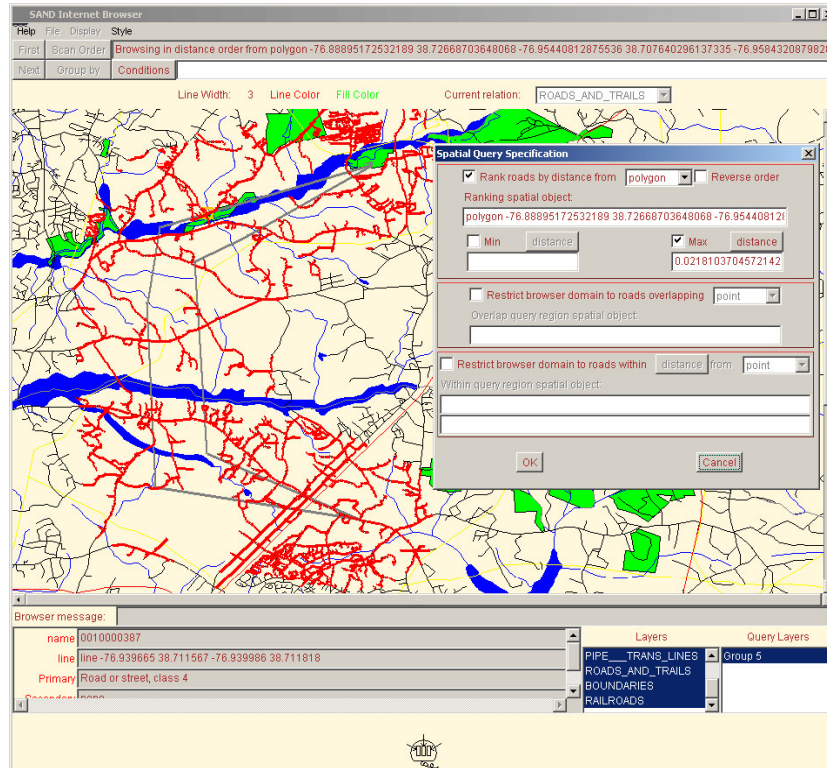 SAND Internet Browser
Help File Display Style
First Scan Order Browsing in distance order from polygon -76.88895172532189 38.72668703648068 -76.95440812875536 38.707640296137335 -76.9584320879828
Next Group by Conditions
Line Width: 3 Line Color Fill Color Current relation: ROADS_AND_TRAILS
Spatial Query Specification
Rank roads by distance from polygon Reverse order
Ranking spatial object:
polygon -76.88895172532189 38.72668703648068 -76.954408128
Min distance Max distance
0.0218103704572142
Restrict browser domain to roads overlapping point
Overlap query region spatial object:
Restrict browser domain to roads within distance from point
Within query region spatial object:
OK Cancel
Browser message:
name 0010000387
line line -76.939665 38.711567 -76.939986 38.711818
Primary Road or street, class 4
Secondary none
Layers Query Layers
PIPE___TRANS_LINES Group 5
ROADS_AND_TRAILS
BOUNDARIES
RAILROADS